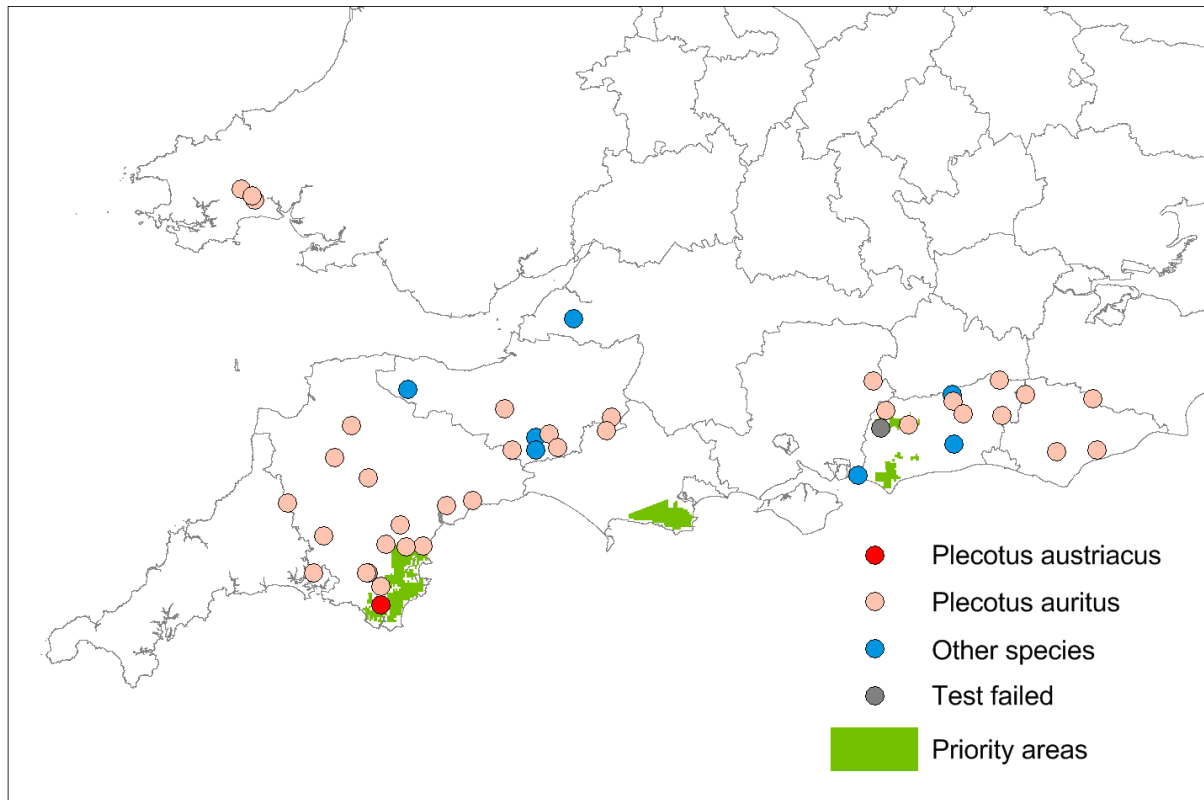 Plecotus austriacus
Plecotus auritus
Other species
Test failed
Priority areas